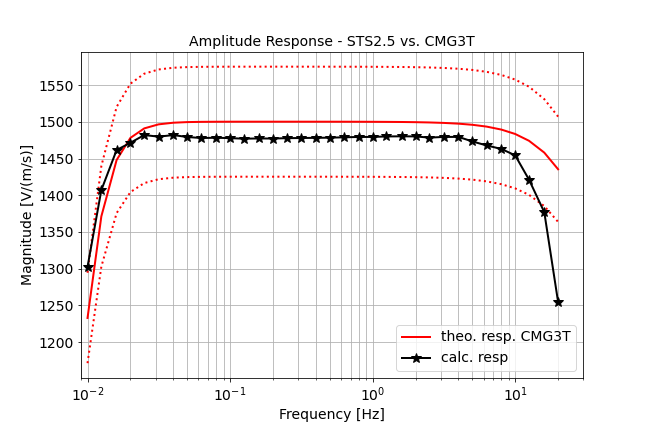 Amplitude Response - STS2.5 vs. CMG3T
Magnitude [V/(m/s)]
1550
1500
1450
1400
1350
1300
1250
1200
theo. resp. CMG3T
calc. resp
10⁻² 10⁻¹ 10⁰ 10¹
Frequency [Hz]